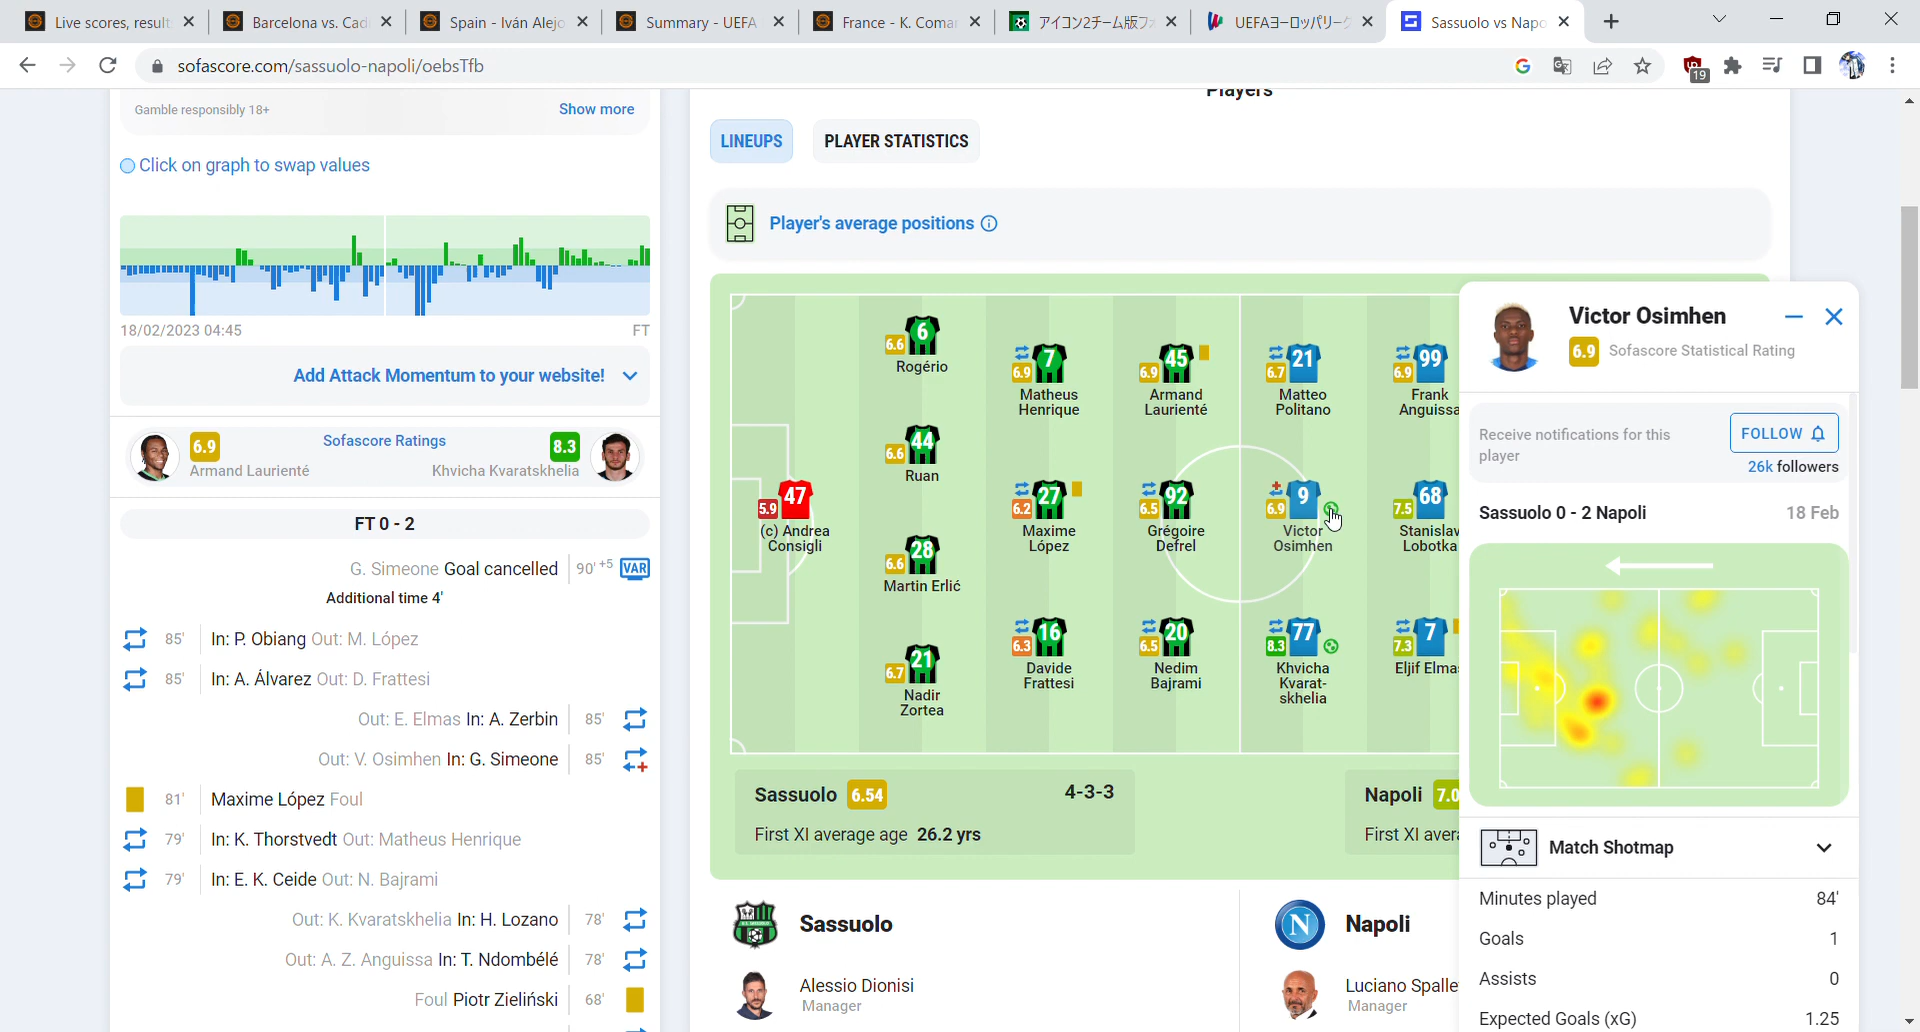 Live scores, result
Barcelona vs. Cad
Spain - Iván Alejo
Summary - UEFA
France - K. Coma
アイコン2チーム版フ
UEFAヨーロッパリーグ
Sassuolo vs Napo
sofascore.com/sassuolo-napoli/oebsTfb
19
Gamble responsibly 18+
Show more
Click on graph to swap values
18/02/2023 04:45
FT
Add Attack Momentum to your website!
6.9
Sofascore Ratings
8.3
Armand Laurienté
Khvicha Kvaratskhelia
FT 0 - 2
G. Simeone Goal cancelled 90' +5 VAR
Additional time 4'
85' In: P. Obiang Out: M. López
85' In: A. Álvarez Out: D. Frattesi
Out: E. Elmas In: A. Zerbin 85'
Out: V. Osimhen In: G. Simeone 85'
81' Maxime López Foul
79' In: K. Thorstvedt Out: Matheus Henrique
79' In: E. K. Ceide Out: N. Bajrami
Out: K. Kvaratskhelia In: H. Lozano 78'
Out: A. Z. Anguissa In: T. Ndombélé 78'
Foul Piotr Zieliński 68'
Players
LINEUPS
PLAYER STATISTICS
Player's average positions
47
5.9
(c) Andrea
Consigli
6
6.6
Rogério
44
6.6
Ruan
28
6.6
Martin Erlić
21
6.7
Nadir
Zortea
7
6.9
Matheus
Henrique
27
6.2
Maxime
López
16
6.3
Davide
Frattesi
45
6.9
Armand
Laurienté
92
6.5
Grégoire
Defrel
20
6.5
Nedim
Bajrami
21
6.7
Matteo
Politano
9
6.9
Victor
Osimhen
77
8.3
Khvicha
Kvarat-
skhelia
99
6.9
Frank
Anguissa
68
7.5
Stanislav
Lobotka
7
7.3
Eljif Elmas
Sassuolo 6.54
4-3-3
First XI average age 26.2 yrs
Napoli 7.0
First XI avera
Sassuolo
Alessio Dionisi
Manager
N
Napoli
Luciano Spalle
Manager
Victor Osimhen
6.9 Sofascore Statistical Rating
Receive notifications for this
player
FOLLOW
26k followers
Sassuolo 0 - 2 Napoli
18 Feb
Match Shotmap
Minutes played 84'
Goals 1
Assists 0
Expected Goals (xG) 1.25